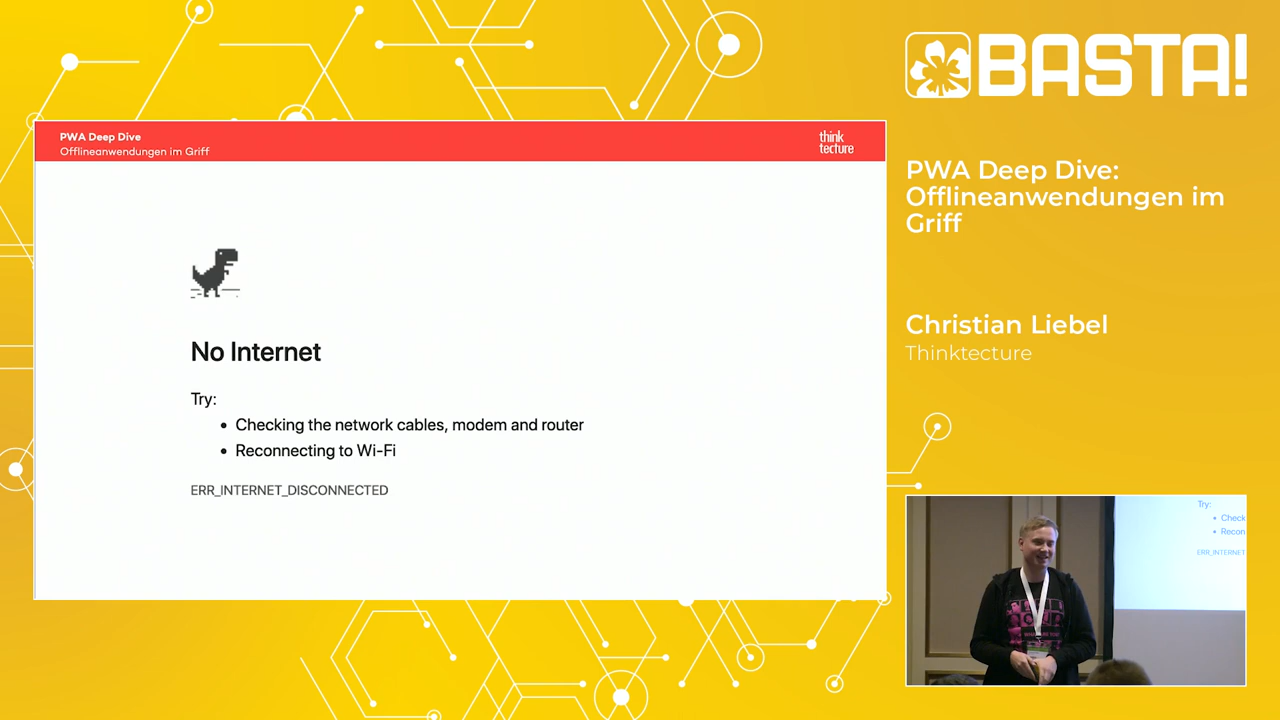 PWA Deep Dive
Offlineanwendungen im Griff
think
tecture
No Internet
Try:
• Checking the network cables, modem and router
• Reconnecting to Wi-Fi
ERR_INTERNET_DISCONNECTED
BASTA!
PWA Deep Dive:
Offlineanwendungen im
Griff
Christian Liebel
Thinktecture
Try:
• Check
• Recon
ERR_INTERNET